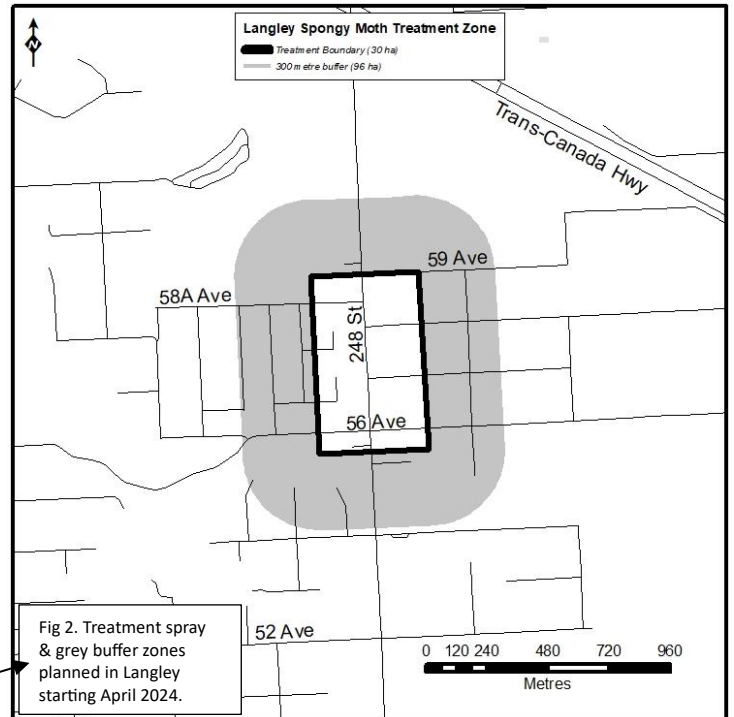 N
Langley Spongy Moth Treatment Zone
Treatment Boundary (30 ha)
300 metre buffer (96 ha)
Trans-Canada Hwy
59 Ave
58A Ave
248 St
56 Ave
52 Ave
Fig 2. Treatment spray
& grey buffer zones
planned in Langley
starting April 2024.
0 120 240 480 720 960
Metres